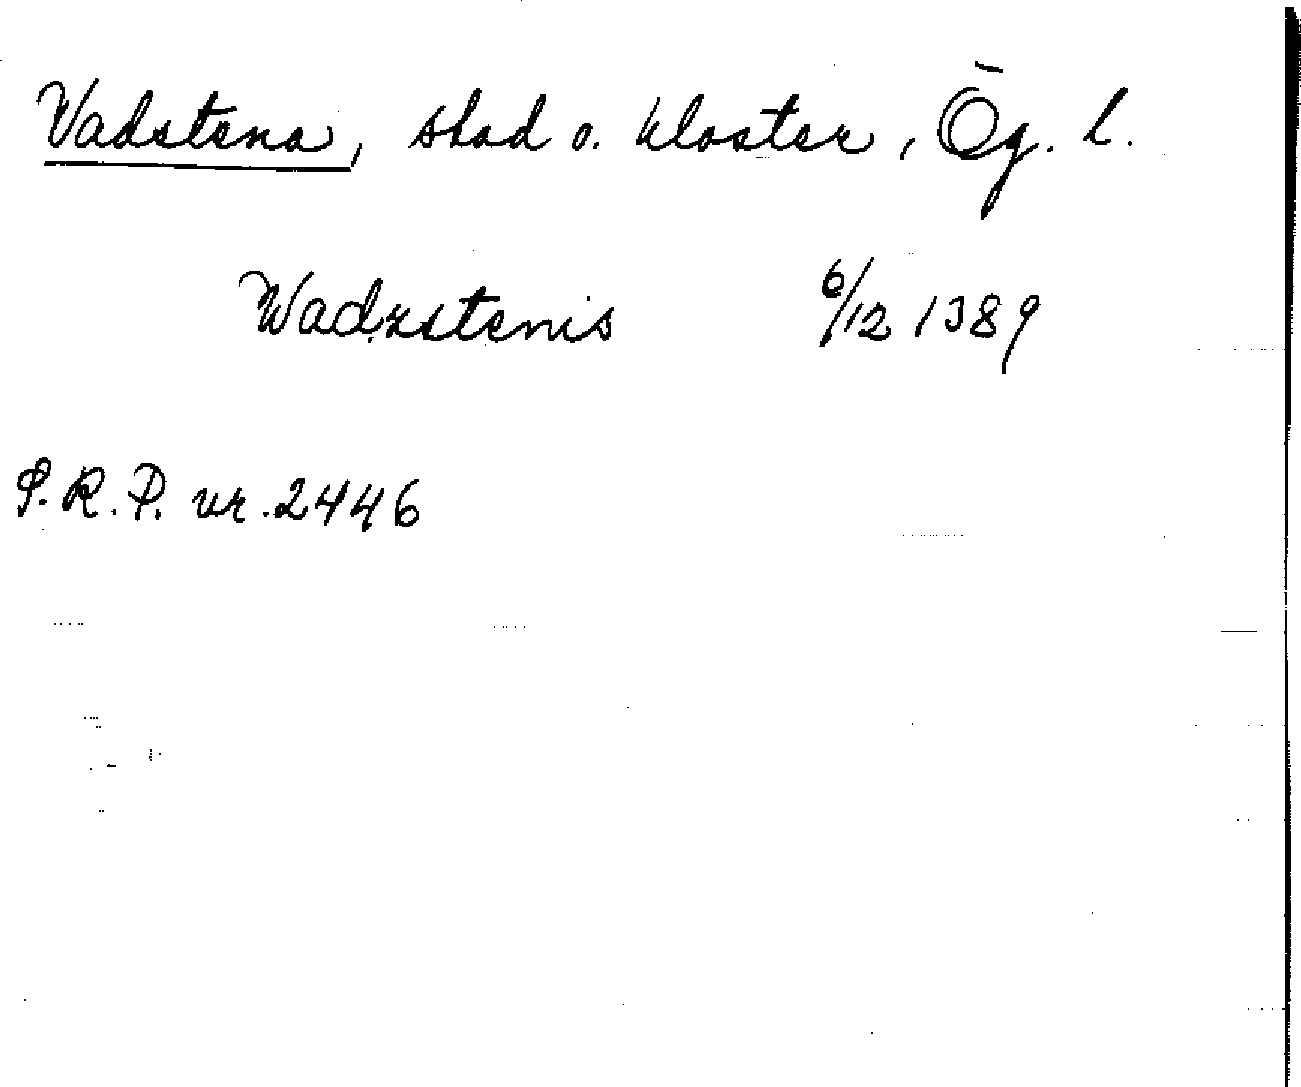 Vadstena, stad o. kloster, Ög. l.
Wadzstenis 6/12 1389
S.R.P. nr. 2446